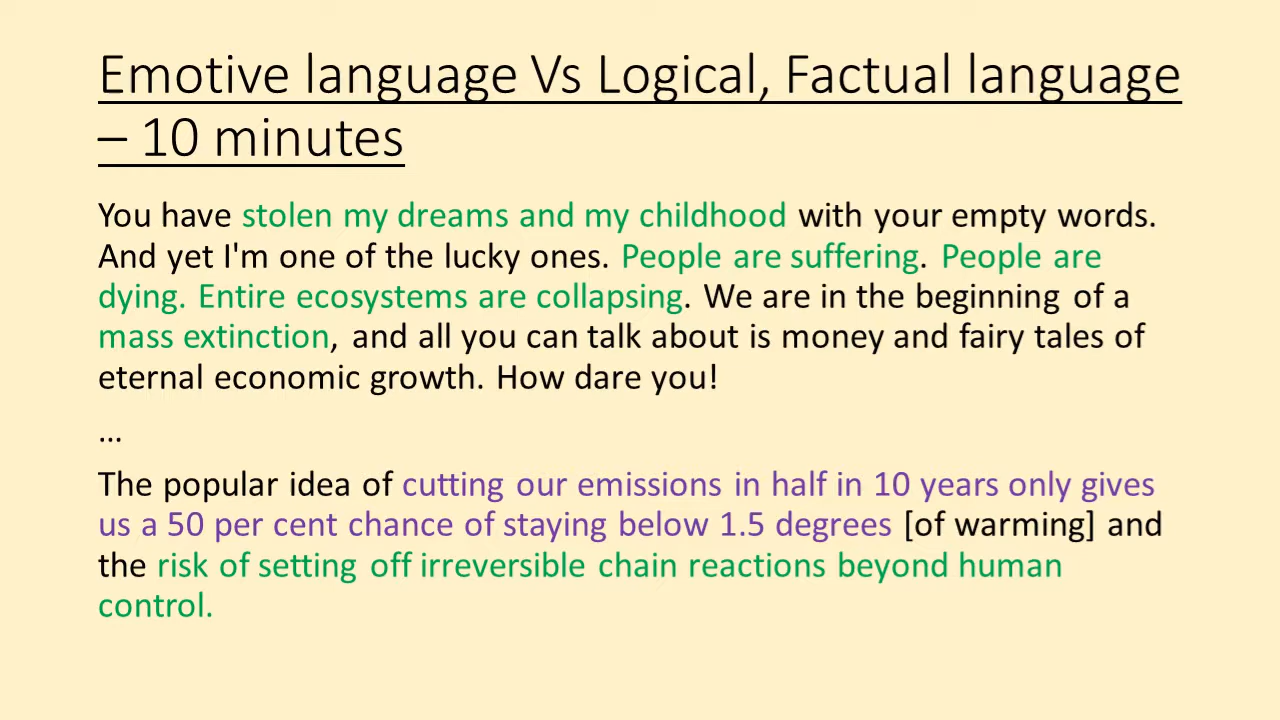 Emotive language Vs Logical, Factual language
– 10 minutes
You have stolen my dreams and my childhood with your empty words.
And yet I'm one of the lucky ones. People are suffering. People are
dying. Entire ecosystems are collapsing. We are in the beginning of a
mass extinction, and all you can talk about is money and fairy tales of
eternal economic growth. How dare you!
…
The popular idea of cutting our emissions in half in 10 years only gives
us a 50 per cent chance of staying below 1.5 degrees [of warming] and
the risk of setting off irreversible chain reactions beyond human
control.